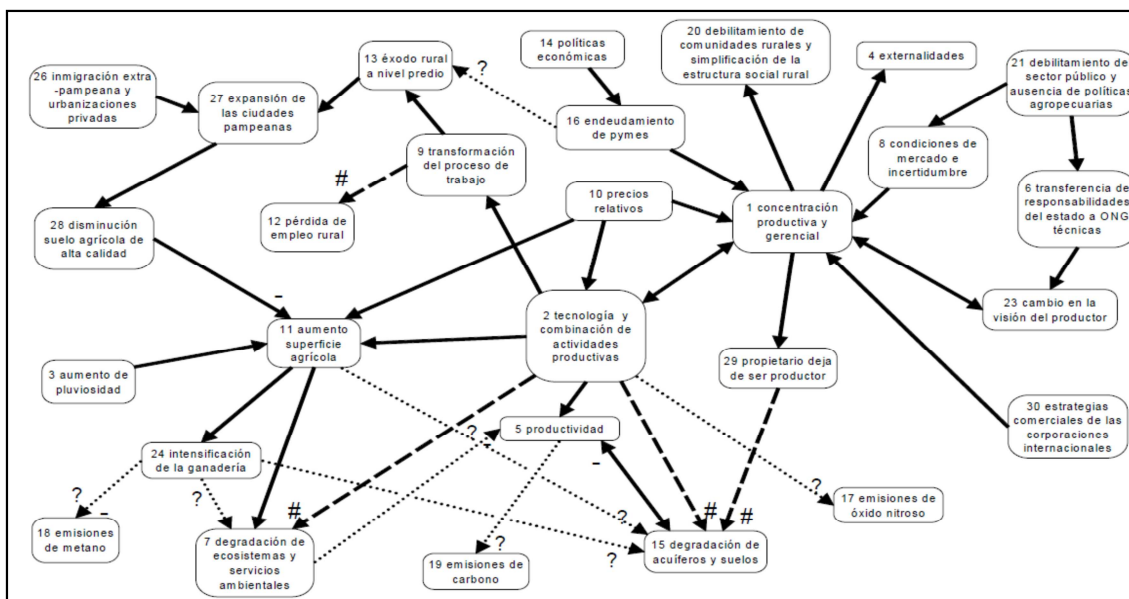 20 debilitamiento de
comunidades rurales y
simplificación de la
estructura social rural
14 políticas
económicas
4 externalidades
13 éxodo rural
a nivel predio
?
21 debilitamiento del
sector público y
ausencia de políticas
agropecuarias
26 inmigración extra
-pampeana y
urbanizaciones
privadas
27 expansión de
las ciudades
pampeanas
16 endeudamiento
de pymes
8 condiciones de
mercado e
incertidumbre
9 transformación
del proceso de
trabajo
#
10 precios
relativos
6 transferencia de
responsabilidades
del estado a ONG
técnicas
12 pérdida de
empleo rural
1 concentración
productiva y
gerencial
28 disminución
suelo agrícola de
alta calidad
-
23 cambio en la
visión del productor
2 tecnología y
combinación de
actividades
productivas
11 aumento
superficie
agrícola
3 aumento de
pluviosidad
29 propietario deja
de ser productor
30 estrategias
comerciales de las
corporaciones
internacionales
5 productividad
?
-
-
24 intensificación
de la ganadería
?
-
?
?
17 emisiones de
óxido nitroso
18 emisiones
de metano
#
#
#
7 degradación de
ecosistemas y
servicios
ambientales
?
?
?
15 degradación de
acuíferos y suelos
19 emisiones de
carbono